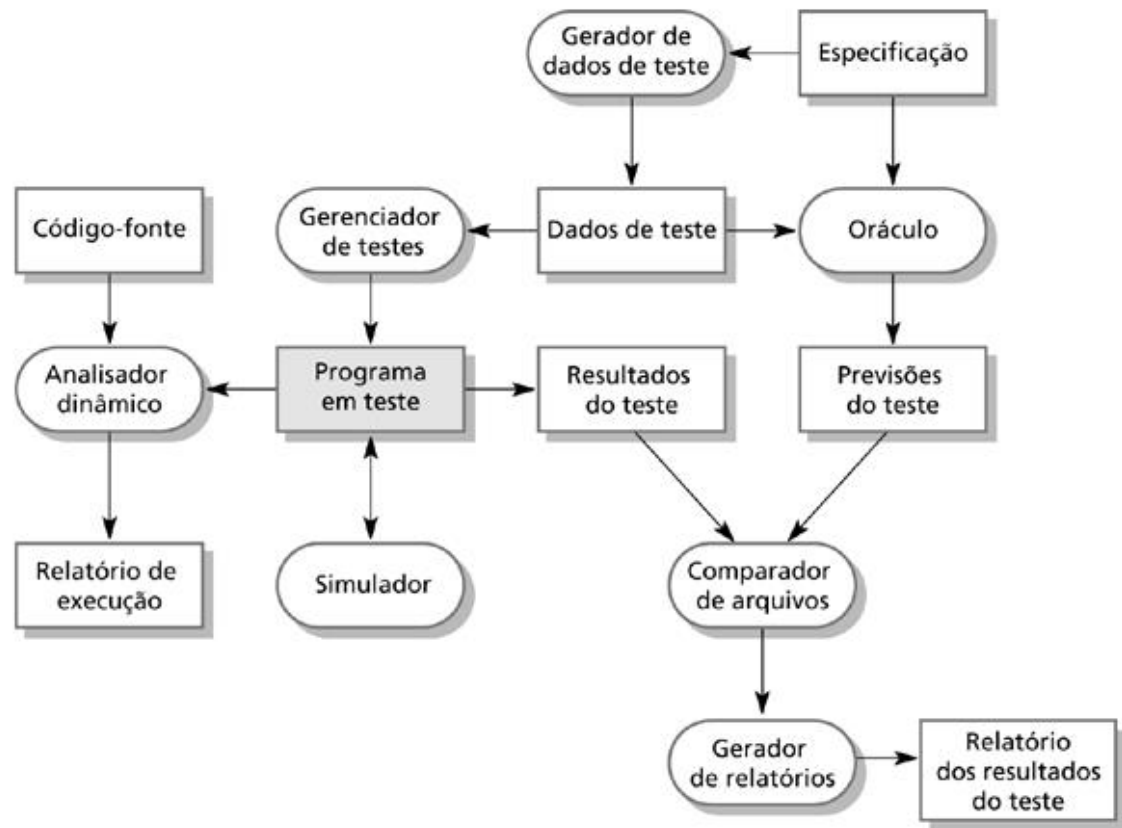 Gerador de
dados de teste
Especificação
Código-fonte
Gerenciador
de testes
Dados de teste
Oráculo
Analisador
dinâmico
Programa
em teste
Resultados
do teste
Previsões
do teste
Relatório de
execução
Simulador
Comparador
de arquivos
Gerador
de relatórios
Relatório
dos resultados
do teste